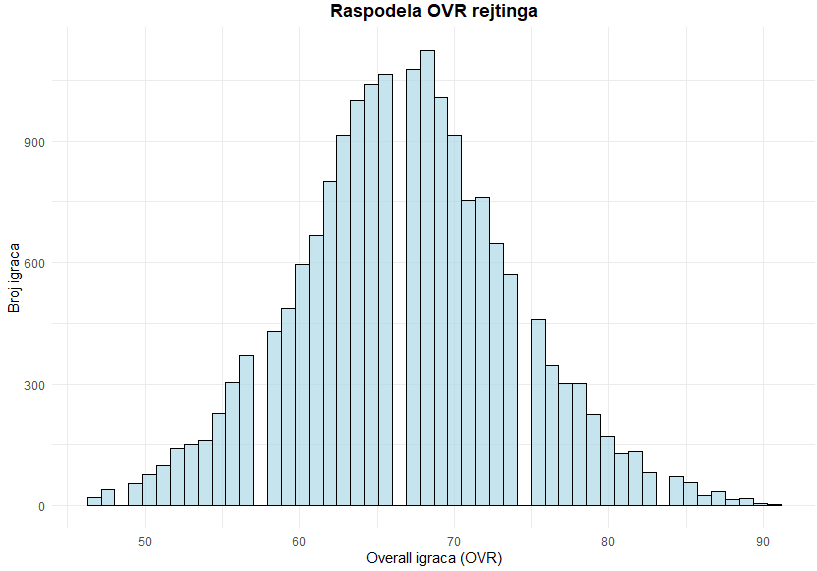 Raspodela OVR rejtinga
Broj igraca
900
600
300
0
50 60 70 80 90
Overall igraca (OVR)